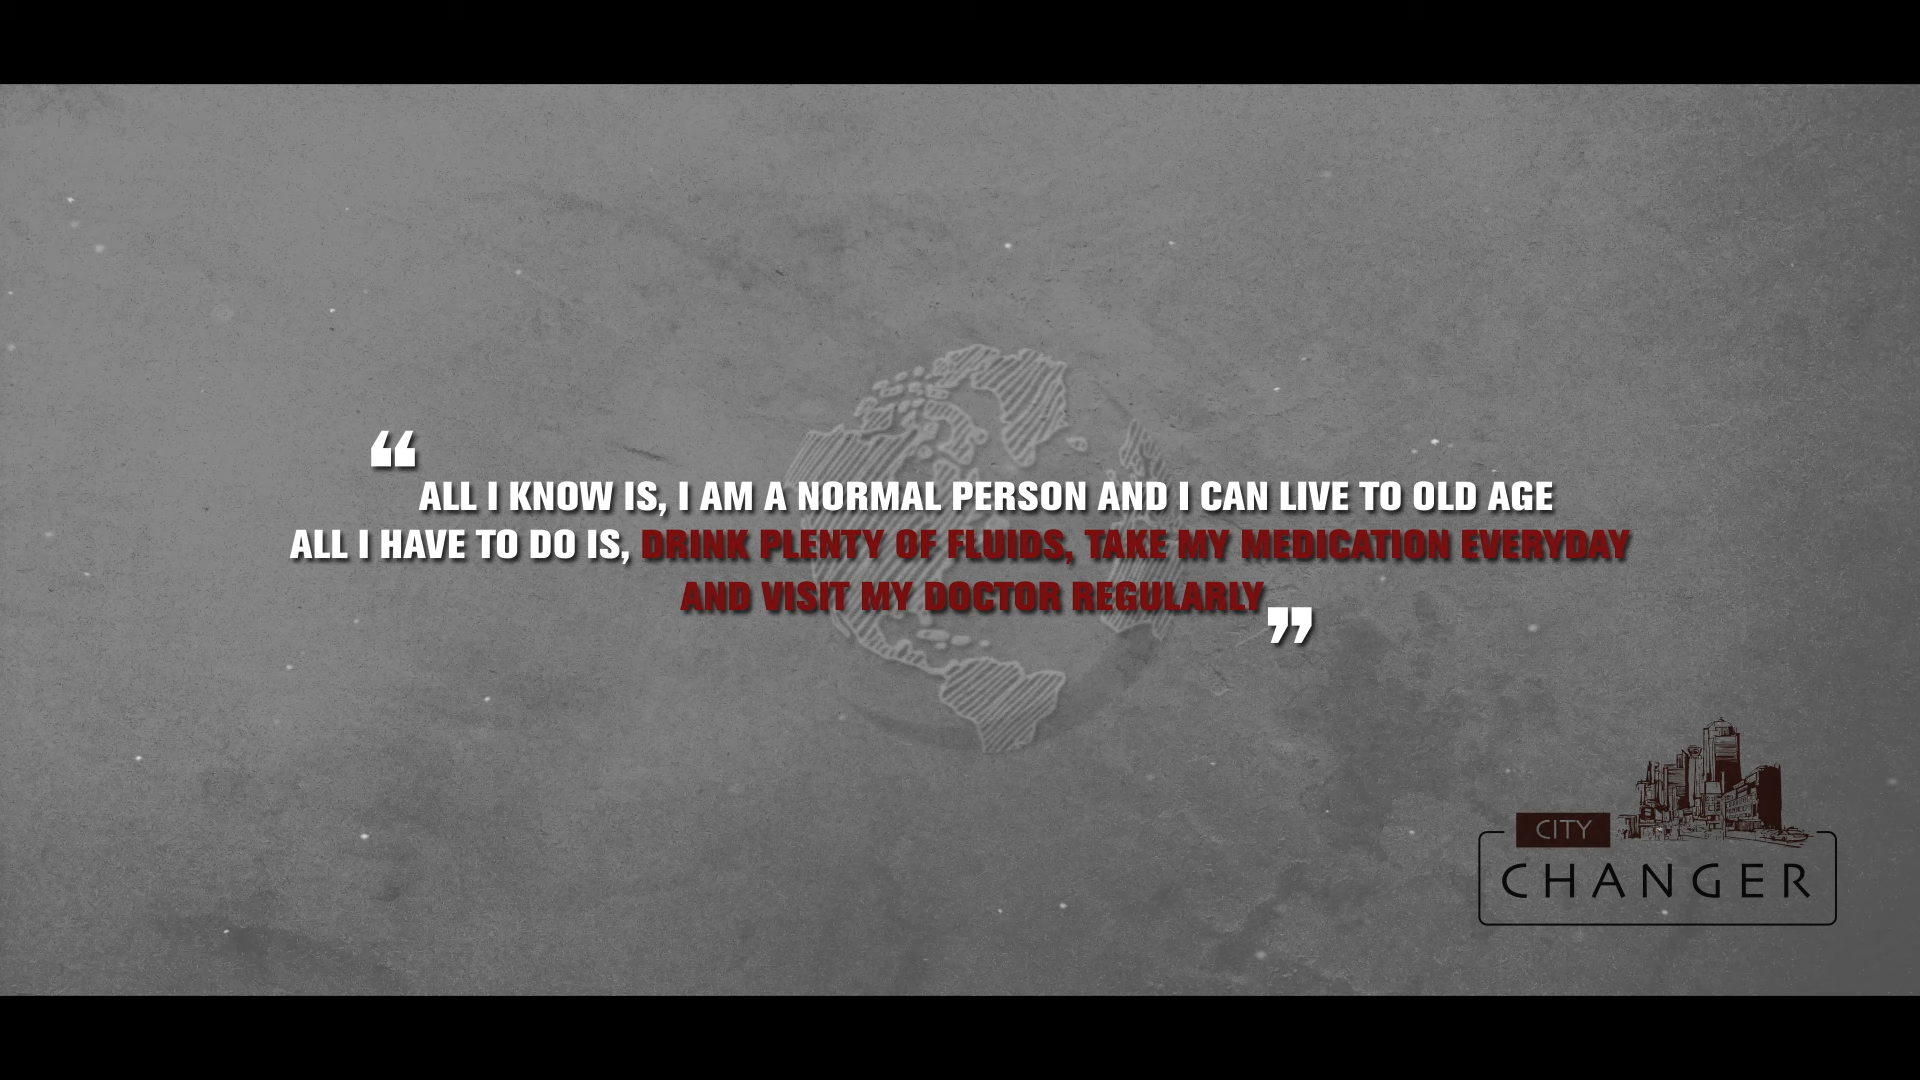 “
ALL I KNOW IS, I AM A NORMAL PERSON AND I CAN LIVE TO OLD AGE
ALL I HAVE TO DO IS, DRINK PLENTY OF FLUIDS, TAKE MY MEDICATION EVERYDAY
AND VISIT MY DOCTOR REGULARLY
”
CITY
CHANGER